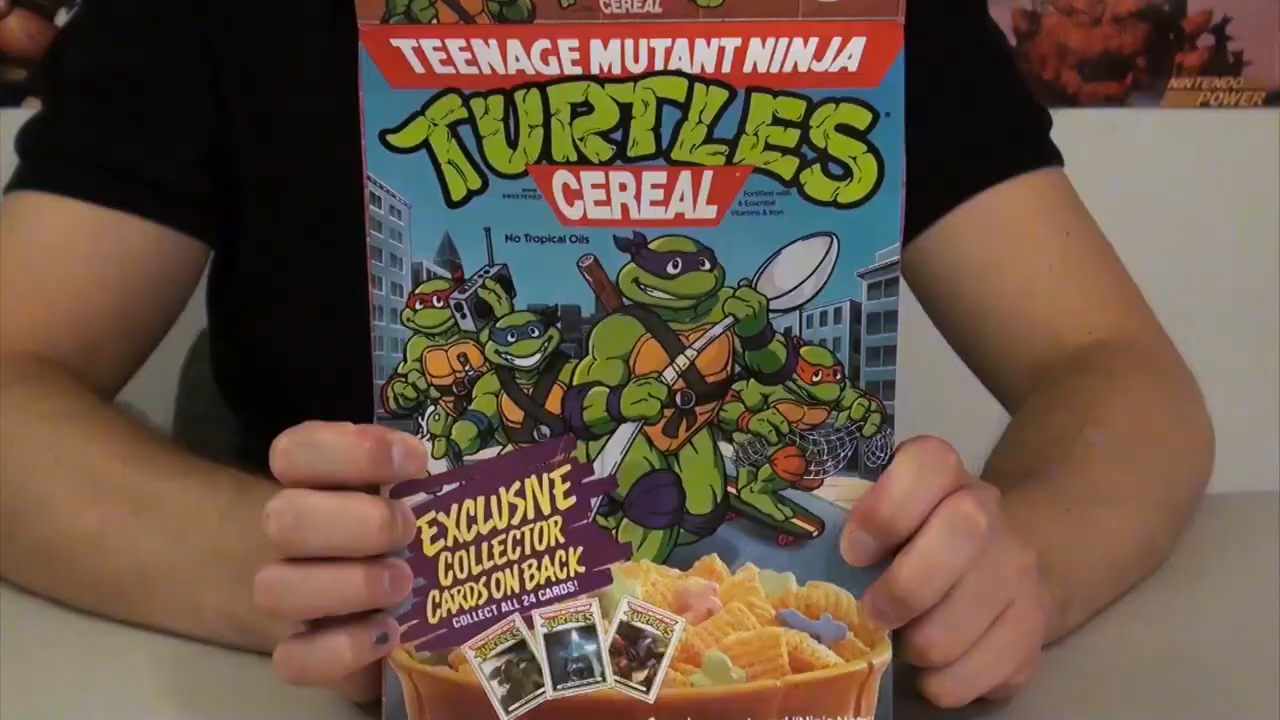 CEREAL
TEENAGE MUTANT NINJA
TURTLES
CEREAL
SWEETENED
Fortified with
6 Essential
Vitamins & Iron
No Tropical Oils
NINTENDO
POWER
EXCLUSIVE
COLLECTOR
CARDS ON BACK
COLLECT ALL 24 CARDS!
TURTLES
TURTLES
TURTLES